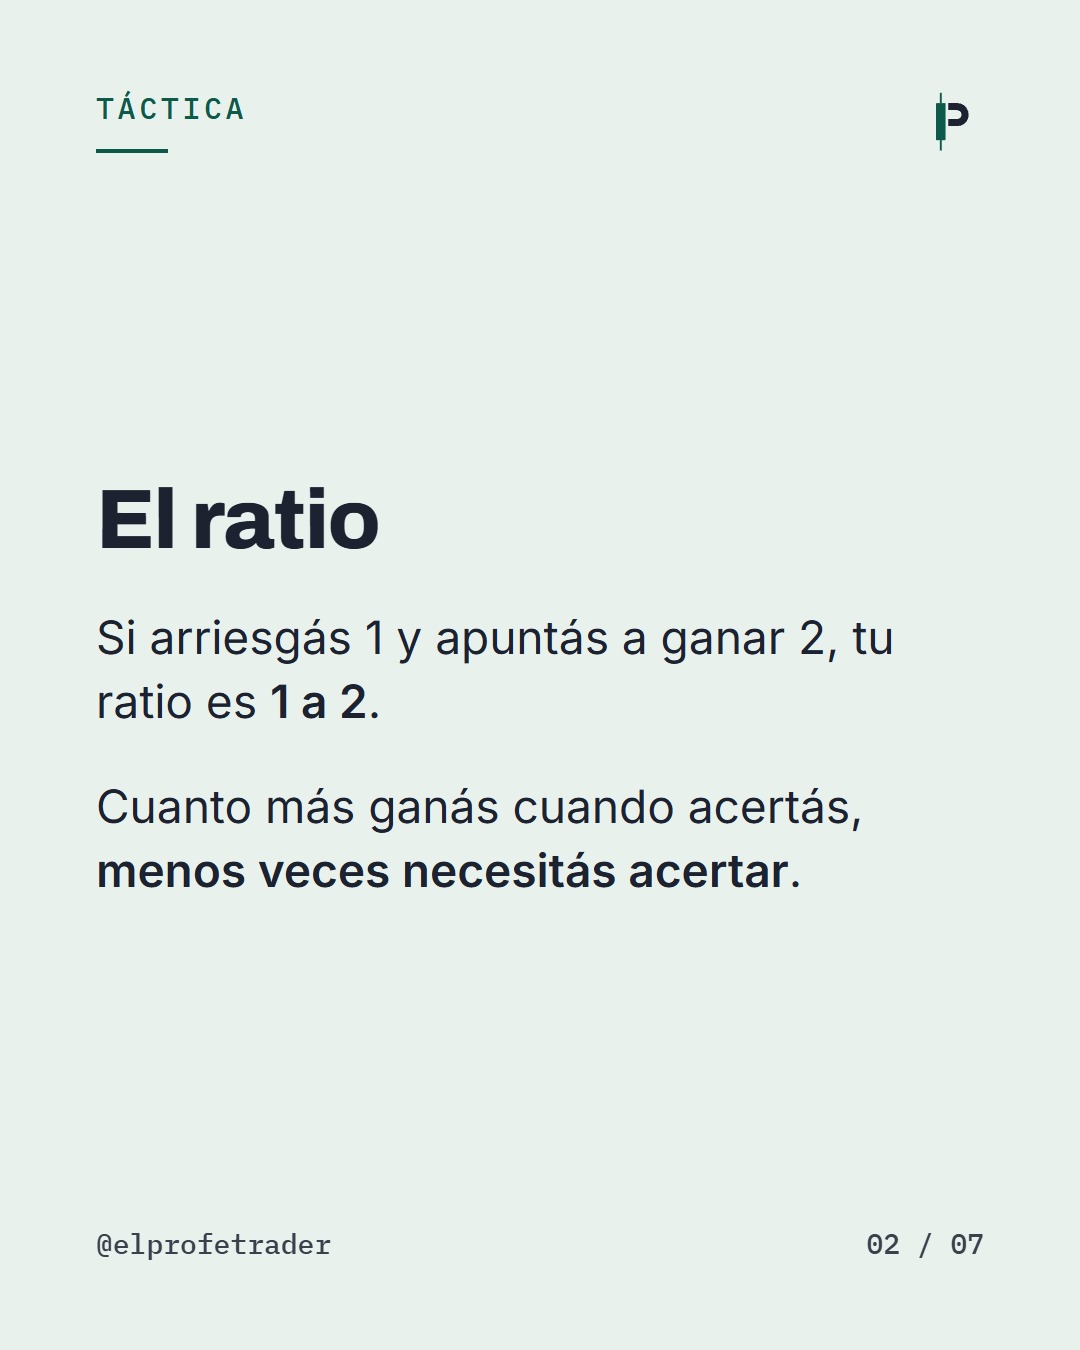 TÁCTICA
El ratio
Si arriesgás 1 y apuntás a ganar 2, tu
ratio es 1 a 2.
Cuanto más ganás cuando acertás,
menos veces necesitás acertar.
@elprofetrader
02 / 07